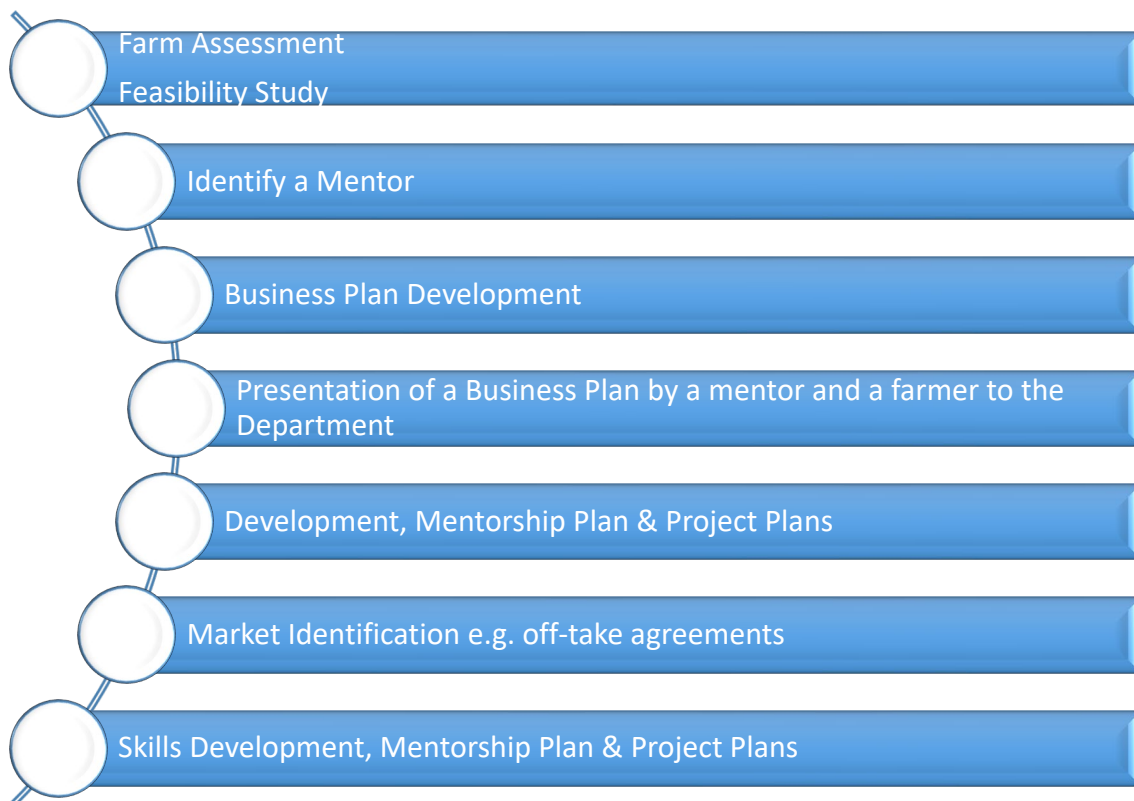 Farm Assessment
Feasibility Study
Identify a Mentor
Business Plan Development
Presentation of a Business Plan by a mentor and a farmer to the
Department
Development, Mentorship Plan & Project Plans
Market Identification e.g. off-take agreements
Skills Development, Mentorship Plan & Project Plans